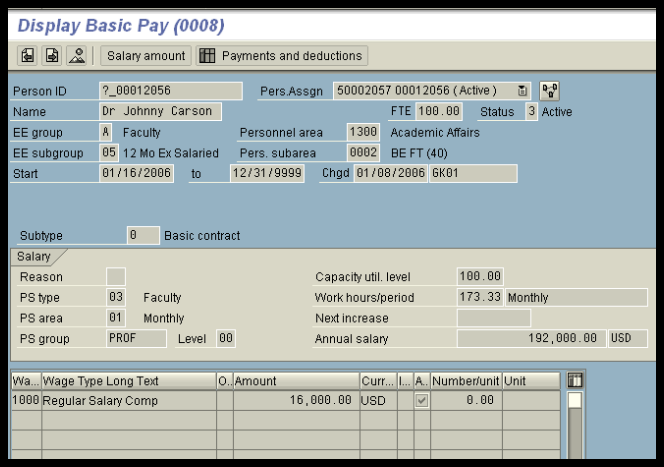 Display Basic Pay (0008)
Salary amount Payments and deductions
Person ID ?_00012056 Pers.Assgn 50002057 00012056 ( Active )
Name Dr Johnny Carson FTE 100.00 Status 3 Active
EE group A Faculty Personnel area 1300 Academic Affairs
EE subgroup 05 12 Mo Ex Salaried Pers. subarea 0002 BE FT (40)
Start 01/16/2006 to 12/31/9999 Chgd 01/08/2006 GK01
Subtype 0 Basic contract
Salary
Reason Capacity util. level 100.00
PS type 03 Faculty Work hours/period 173.33 Monthly
PS area 01 Monthly Next increase
PS group PROF Level 00 Annual salary 192,000.00 USD
Wa... Wage Type Long Text O.. Amount Curr... I... A.. Number/unit Unit
1000 Regular Salary Comp 16,000.00 USD 0.00